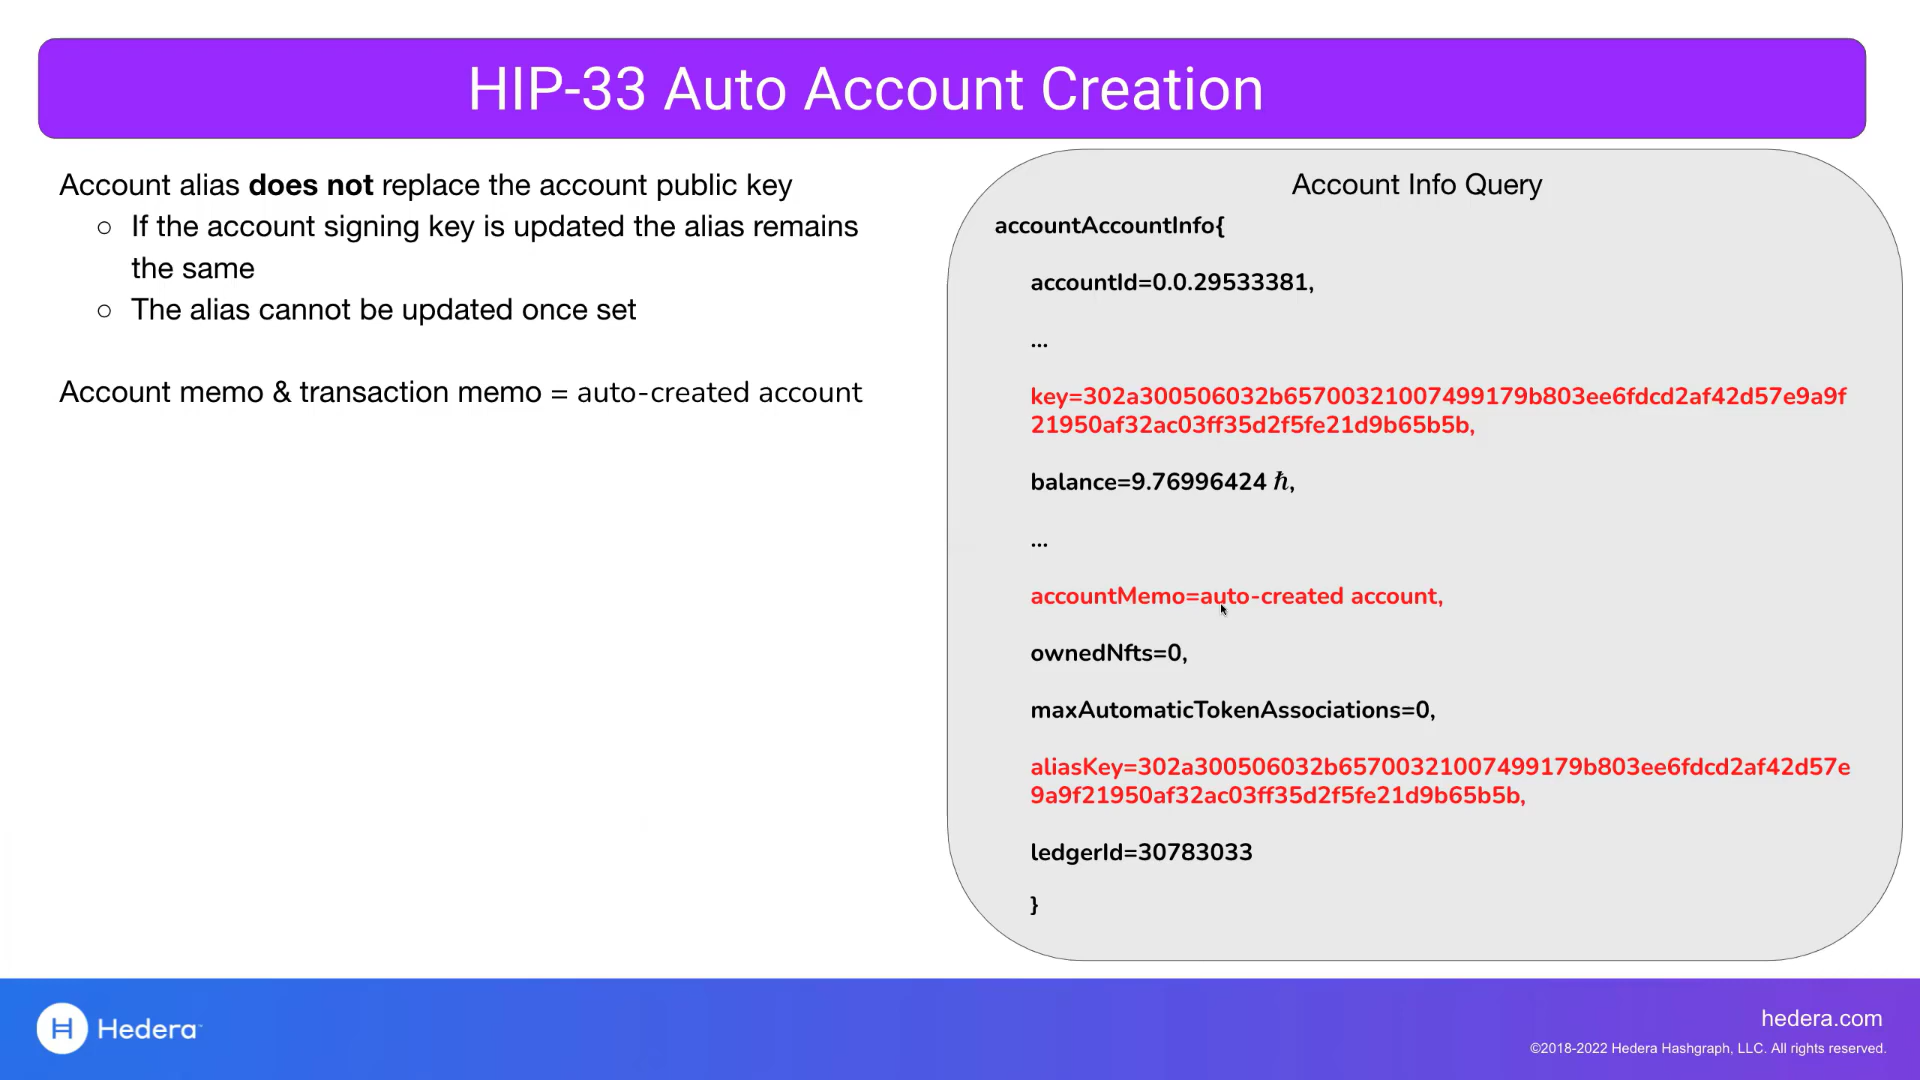 HIP-33 Auto Account Creation
Account alias does not replace the account public key
○ If the account signing key is updated the alias remains
the same
○ The alias cannot be updated once set
Account memo & transaction memo = auto-created account
Account Info Query
accountAccountInfo{
accountId=0.0.29533381,
...
key=302a300506032b65700321007499179b803ee6fdcd2af42d57e9a9f
21950af32ac03ff35d2f5fe21d9b65b5b,
balance=9.76996424 ℏ,
...
accountMemo=auto-created account,
ownedNfts=0,
maxAutomaticTokenAssociations=0,
aliasKey=302a300506032b65700321007499179b803ee6fdcd2af42d57e
9a9f21950af32ac03ff35d2f5fe21d9b65b5b,
ledgerId=30783033
}
H Hedera
hedera.com
©2018-2022 Hedera Hashgraph, LLC. All rights reserved.